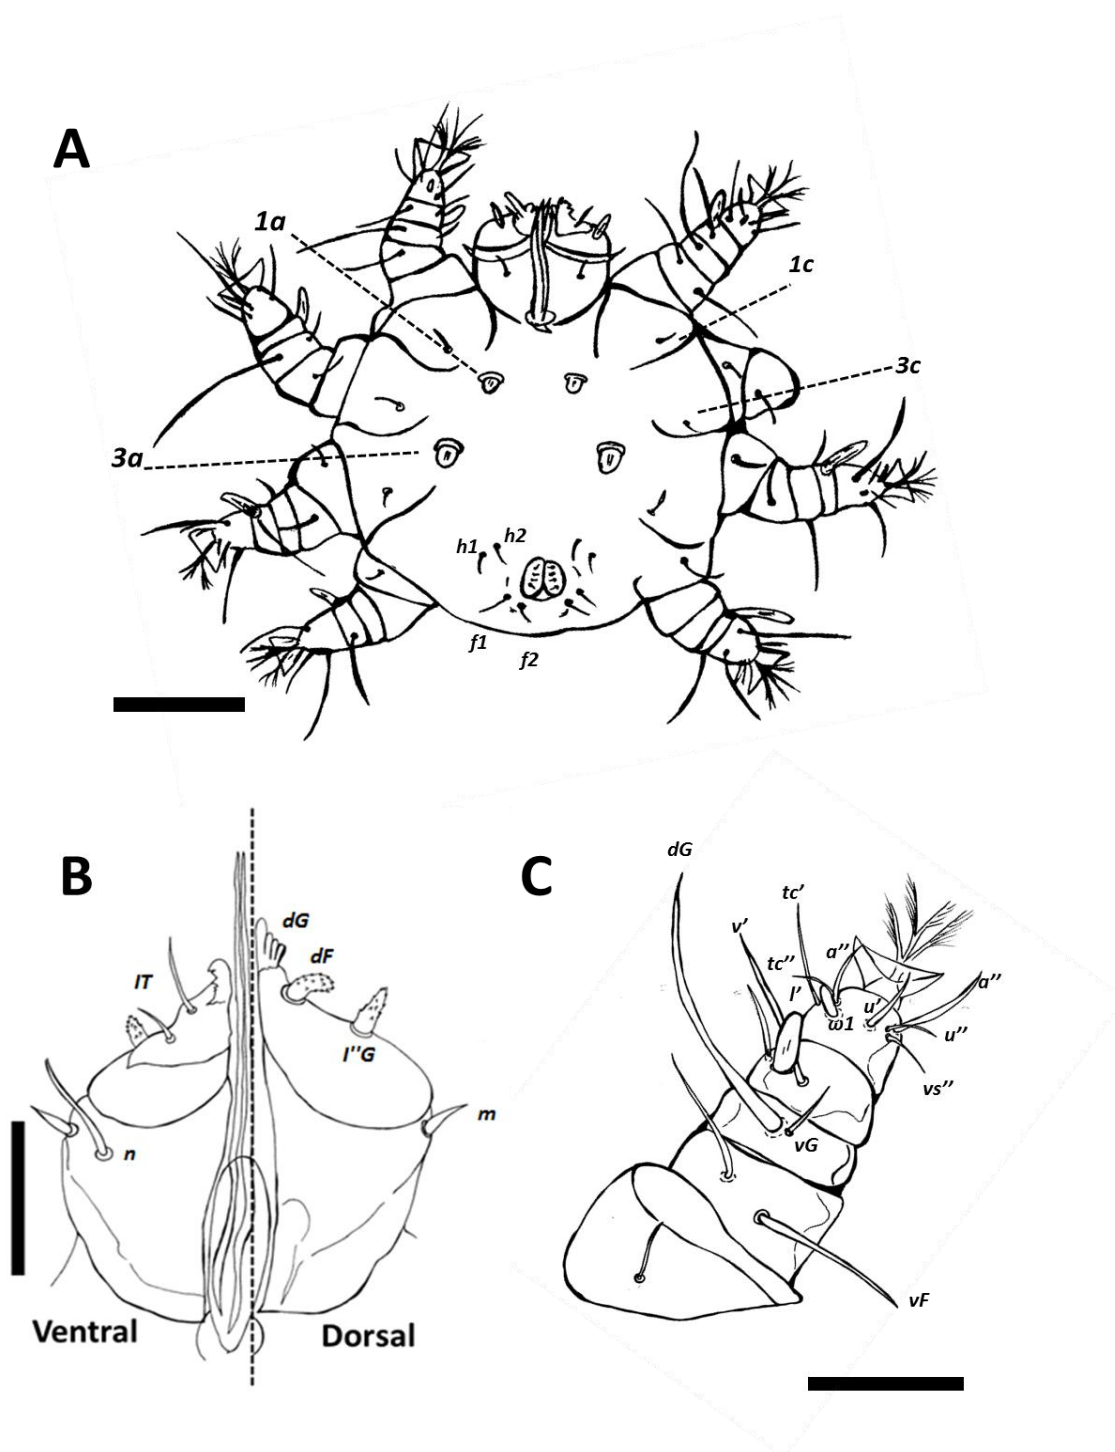 A
1a
1c
3c
3a
h1 h2
f1
f2
B
dG
dF
lT
l''G
m
n
Ventral Dorsal
C
dG
tc'
v'
a''
tc''
l'
u'
a''
ω1
u''
vs''
vG
vF